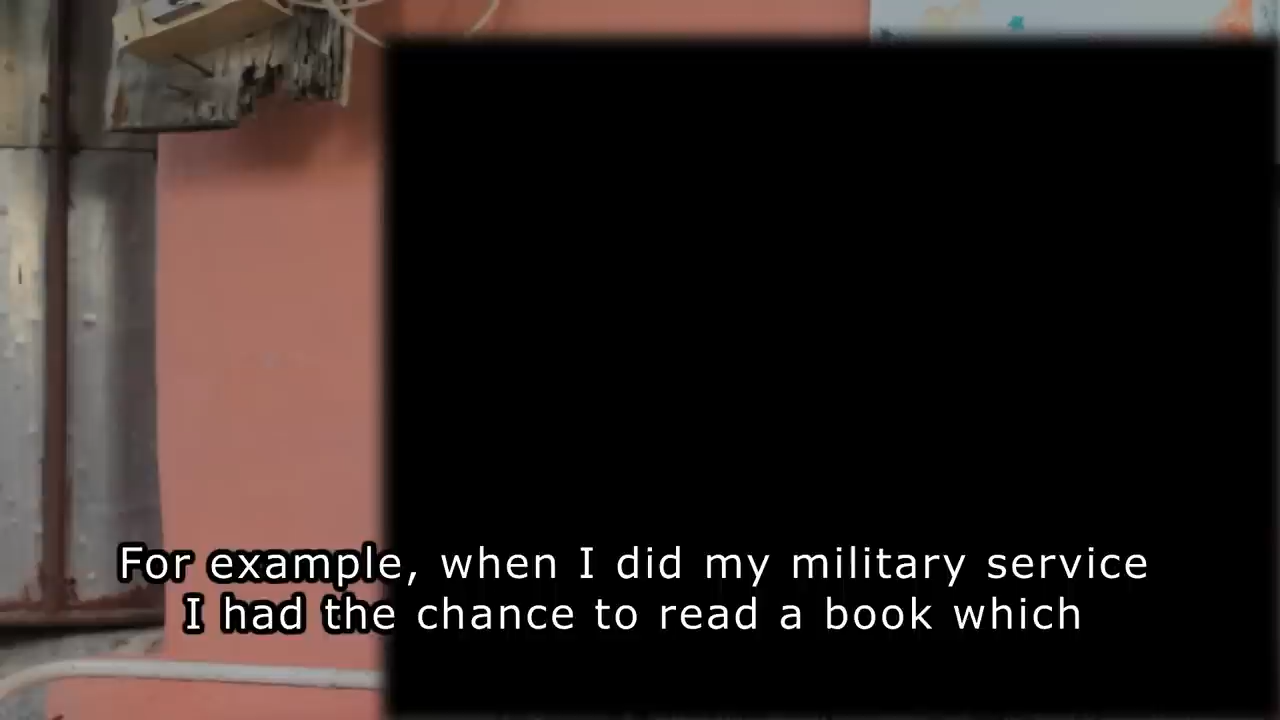 For example, when I did my military service
I had the chance to read a book which